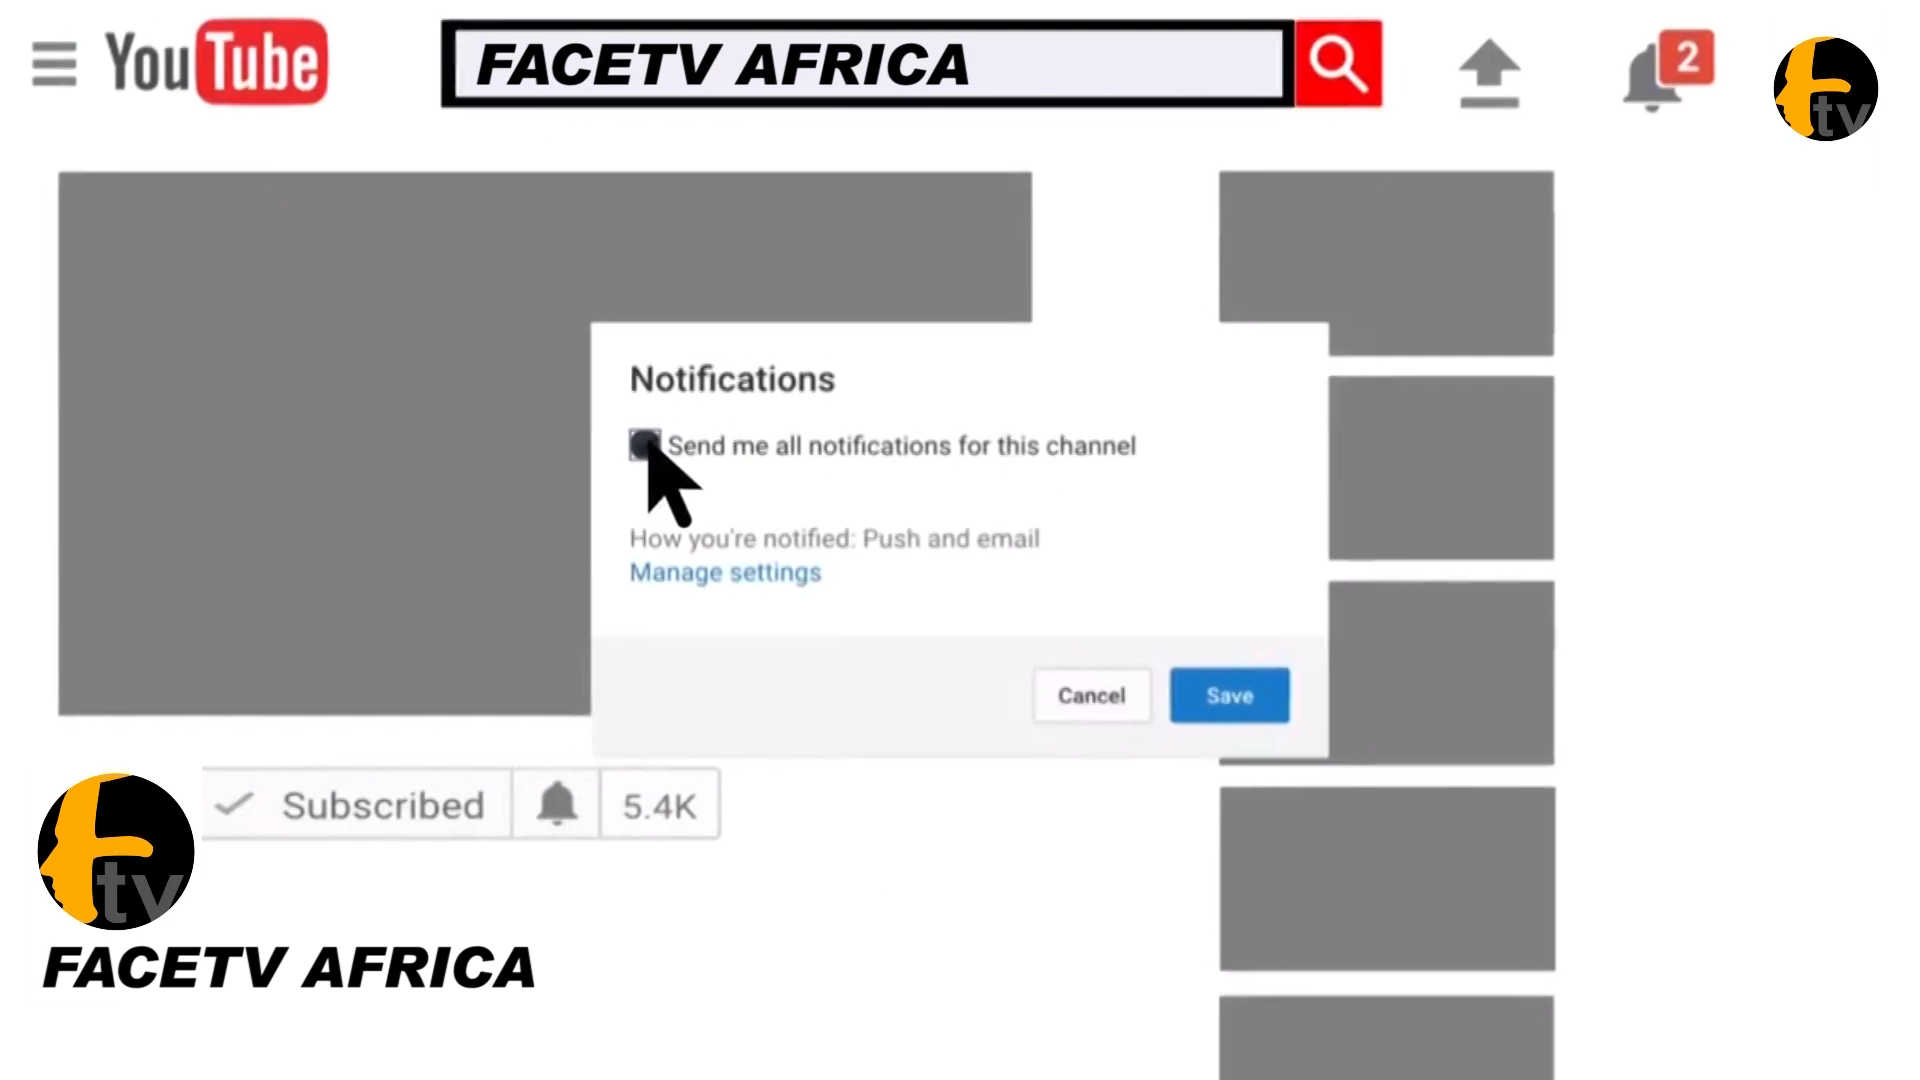 YouTube
FACETV AFRICA
2
tv
Notifications
Send me all notifications for this channel
How you're notified: Push and email
Manage settings
Cancel
Save
Subscribed
5.4K
tv
FACETV AFRICA